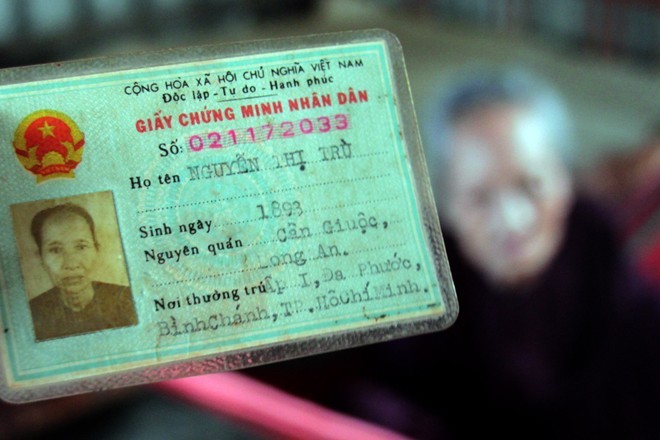 CỘNG HÒA XÃ HỘI CHỦ NGHĨA VIỆT NAM
Độc lập - Tự do - Hạnh phúc
GIẤY CHỨNG MINH NHÂN DÂN
Số: 021172033
Họ tên NGUYỄN THỊ TRÙ
Sinh ngày 1893
Nguyên quán Cần Giuộc,
Long An.
Nơi thường trú Ấp I, Đa Phước,
Bình Chánh, TP. Hồ Chí Minh.